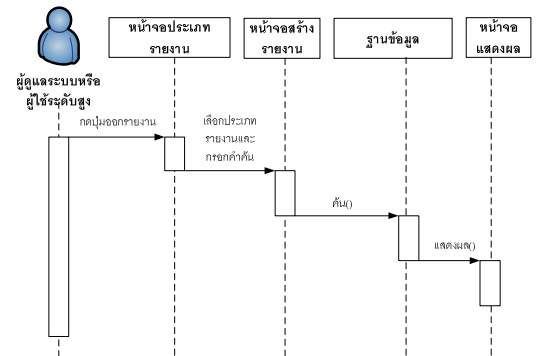 หน้าจอประเภท
รายงาน
หน้าจอสร้าง
รายงาน
ฐานข้อมูล
หน้าจอ
แสดงผล
ผู้ดูแลระบบหรือ
ผู้ใช้ระดับสูง
กดปุ่มออกรายงาน
เลือกประเภท
รายงานและ
กรอกคำค้น
ค้น()
แสดงผล()